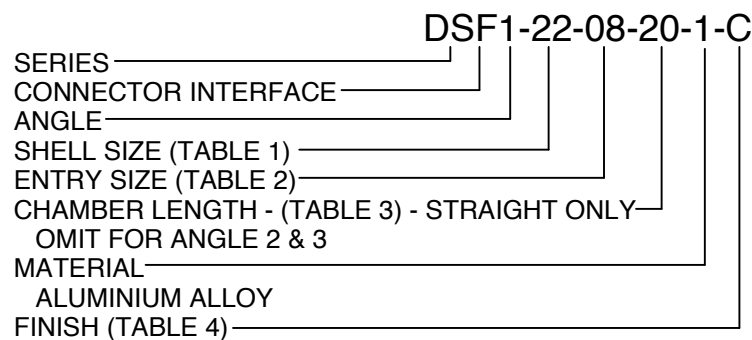 DSF1-22-08-20-1-C
SERIES
CONNECTOR INTERFACE
ANGLE
SHELL SIZE (TABLE 1)
ENTRY SIZE (TABLE 2)
CHAMBER LENGTH - (TABLE 3) - STRAIGHT ONLY
OMIT FOR ANGLE 2 & 3
MATERIAL
ALUMINIUM ALLOY
FINISH (TABLE 4)